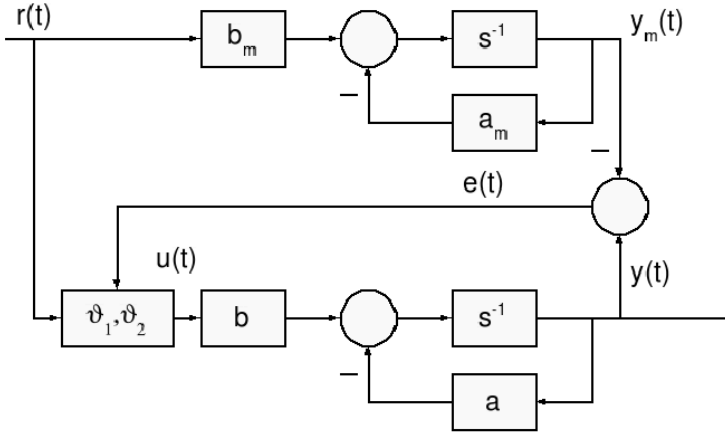 r(t)
b_m
s^-1
y_m(t)
–
a_m
–
e(t)
u(t)
y(t)
ϑ_1,ϑ_2
b
s^-1
–
a